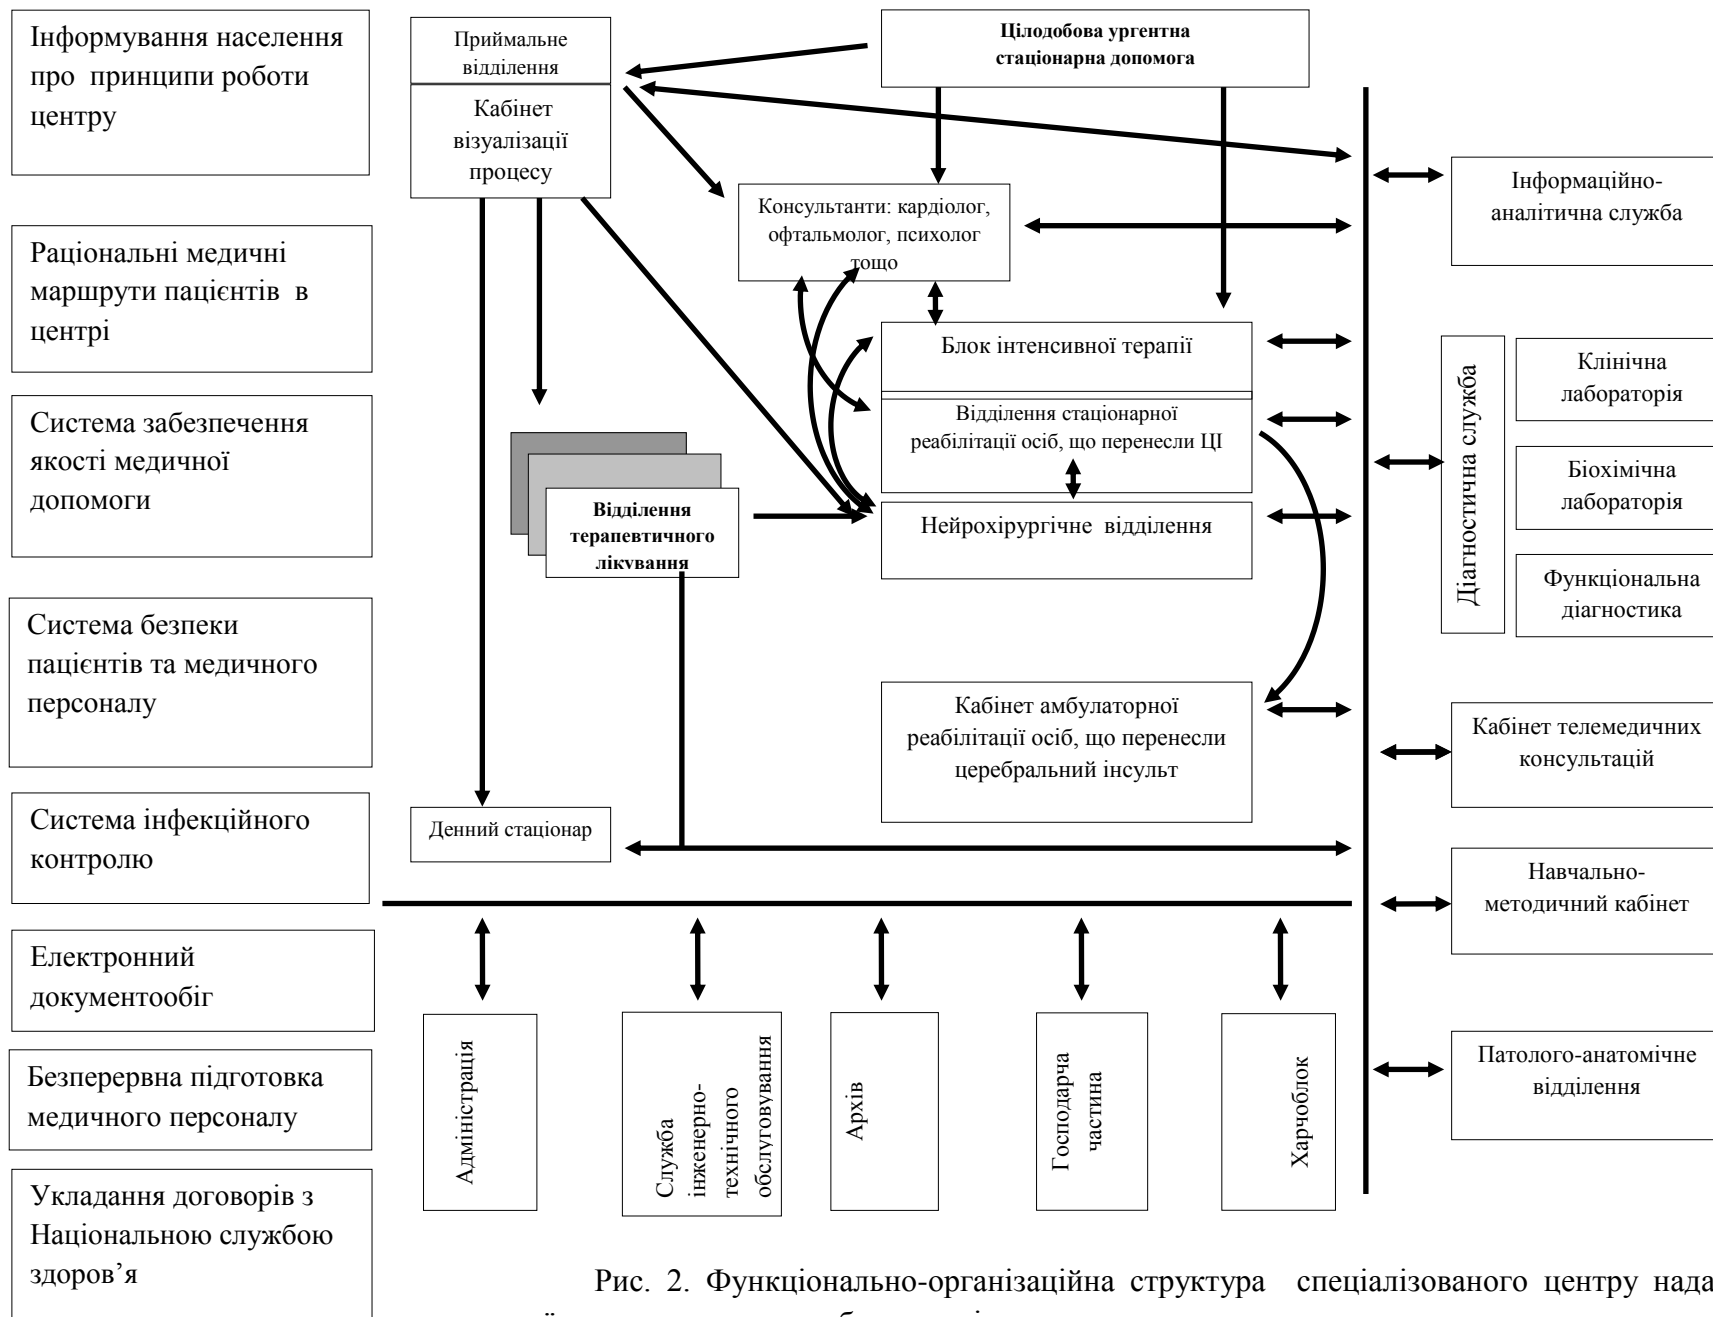 Інформування населення
про принципи роботи
центру
Раціональні медичні
маршрути пацієнтів в
центрі
Система забезпечення
якості медичної
допомоги
Система безпеки
пацієнтів та медичного
персоналу
Система інфекційного
контролю
Електронний
документообіг
Безперервна підготовка
медичного персоналу
Укладання договорів з
Національною службою
здоров’я
Приймальне
відділення
Кабінет
візуалізації
процесу
Цілодобова ургентна
стаціонарна допомога
Консультанти: кардіолог,
офтальмолог, психолог
тощо
Блок інтенсивної терапії
Відділення стаціонарної
реабілітації осіб, що перенесли ЦІ
Нейрохірургічне відділення
Відділення
терапевтичного
лікування
Кабінет амбулаторної
реабілітації осіб, що перенесли
церебральний інсульт
Денний стаціонар
Інформаційно-
аналітична служба
Діагностична служба
Клінічна
лабораторія
Біохімічна
лабораторія
Функціональна
діагностика
Кабінет телемедичних
консультацій
Навчально-
методичний кабінет
Патолого-анатомічне
відділення
Адміністрація
Служба
інженерно-
технічного
обслуговування
Архів
Господарча
частина
Харчоблок
Рис. 2. Функціонально-організаційна структура спеціалізованого центру нада